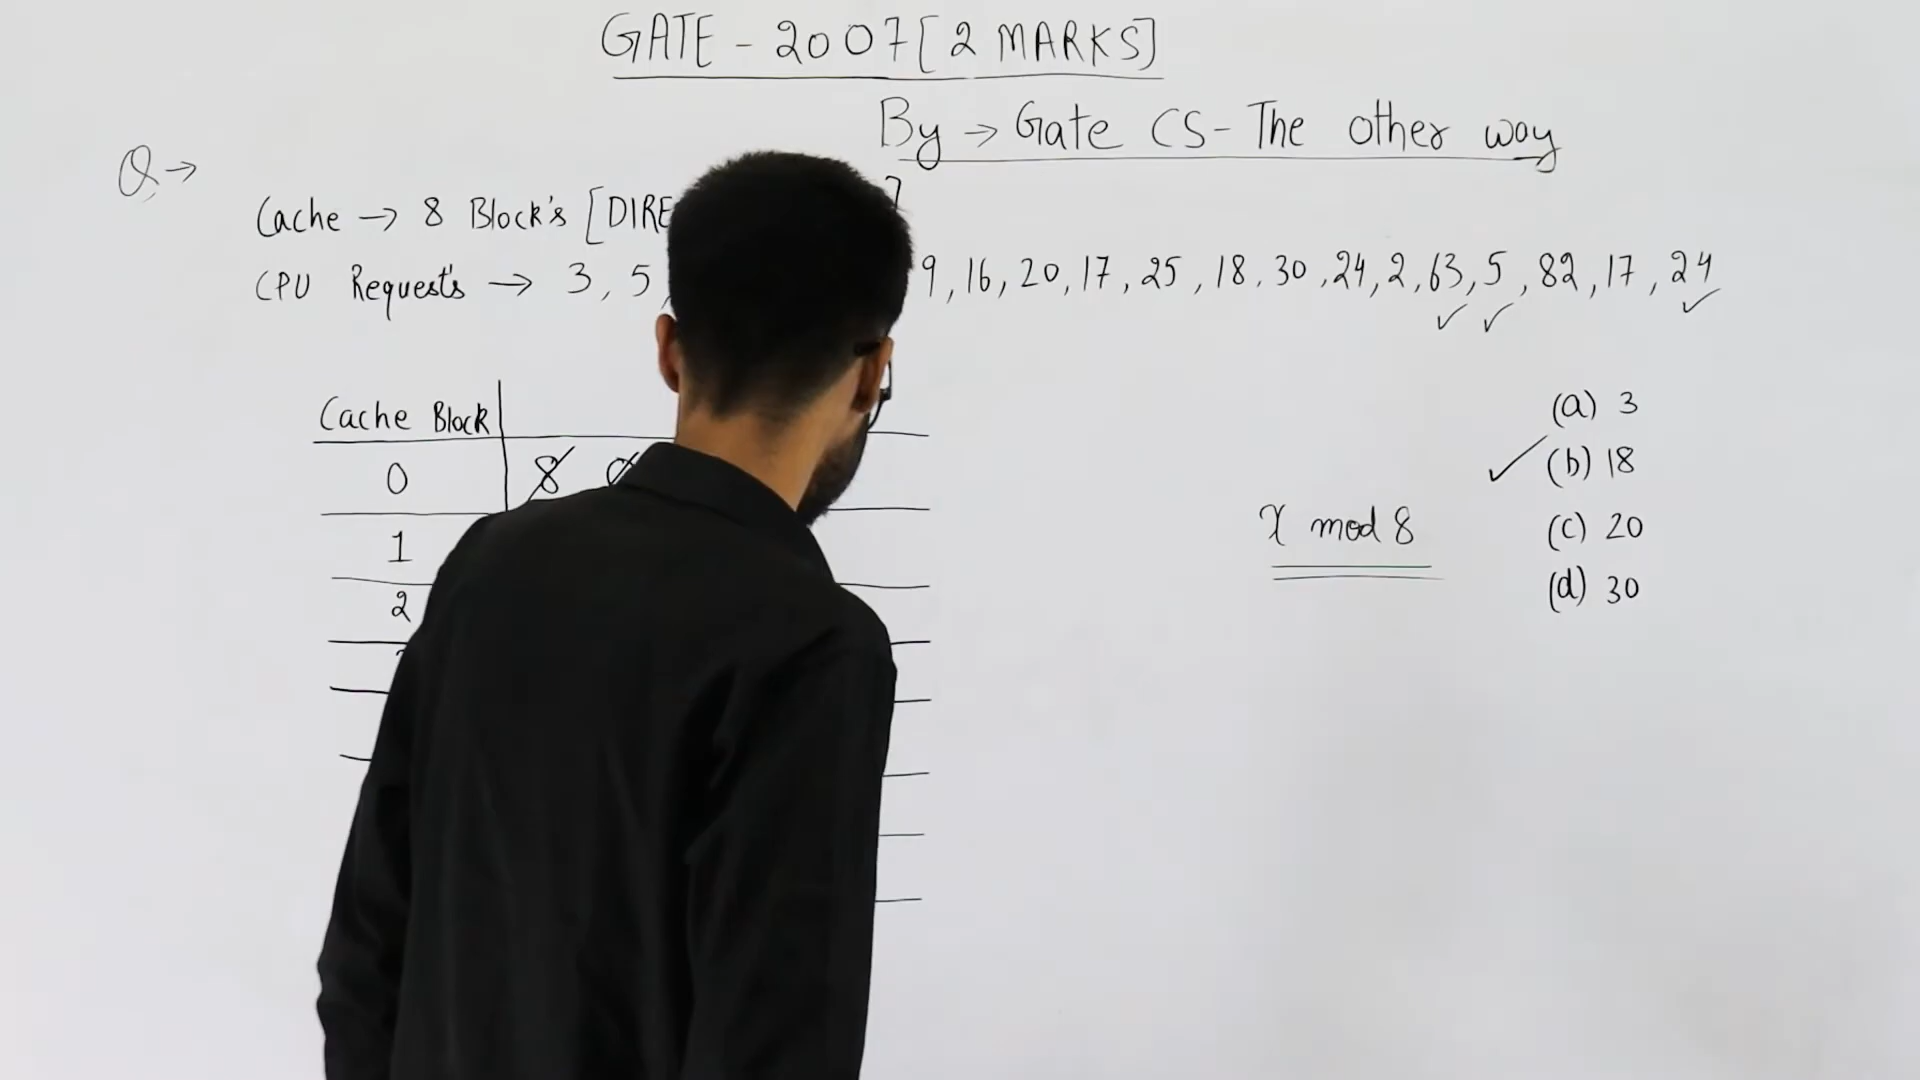 GATE - 2007 [2 MARKS]
By → Gate CS - The other way
Q →
Cache → 8 Block's [DIRE ]
CPU Request's → 3, 5, 9, 16, 20, 17, 25, 18, 30, 24, 2, 63, 5, 82, 17, 24
Cache Block
0 8 0
1
2
(a) 3
(b) 18
(c) 20
(d) 30
X mod 8